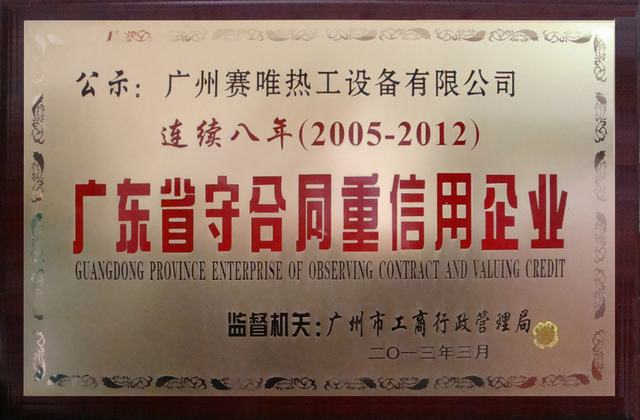 公示：广州赛唯热工设备有限公司
连续八年(2005-2012)
广东省守合同重信用企业
GUANGDONG PROVINCE ENTERPRISE OF OBSERVING CONTRACT AND VALUING CREDIT
监督机关：广州市工商行政管理局
二〇一三年三月